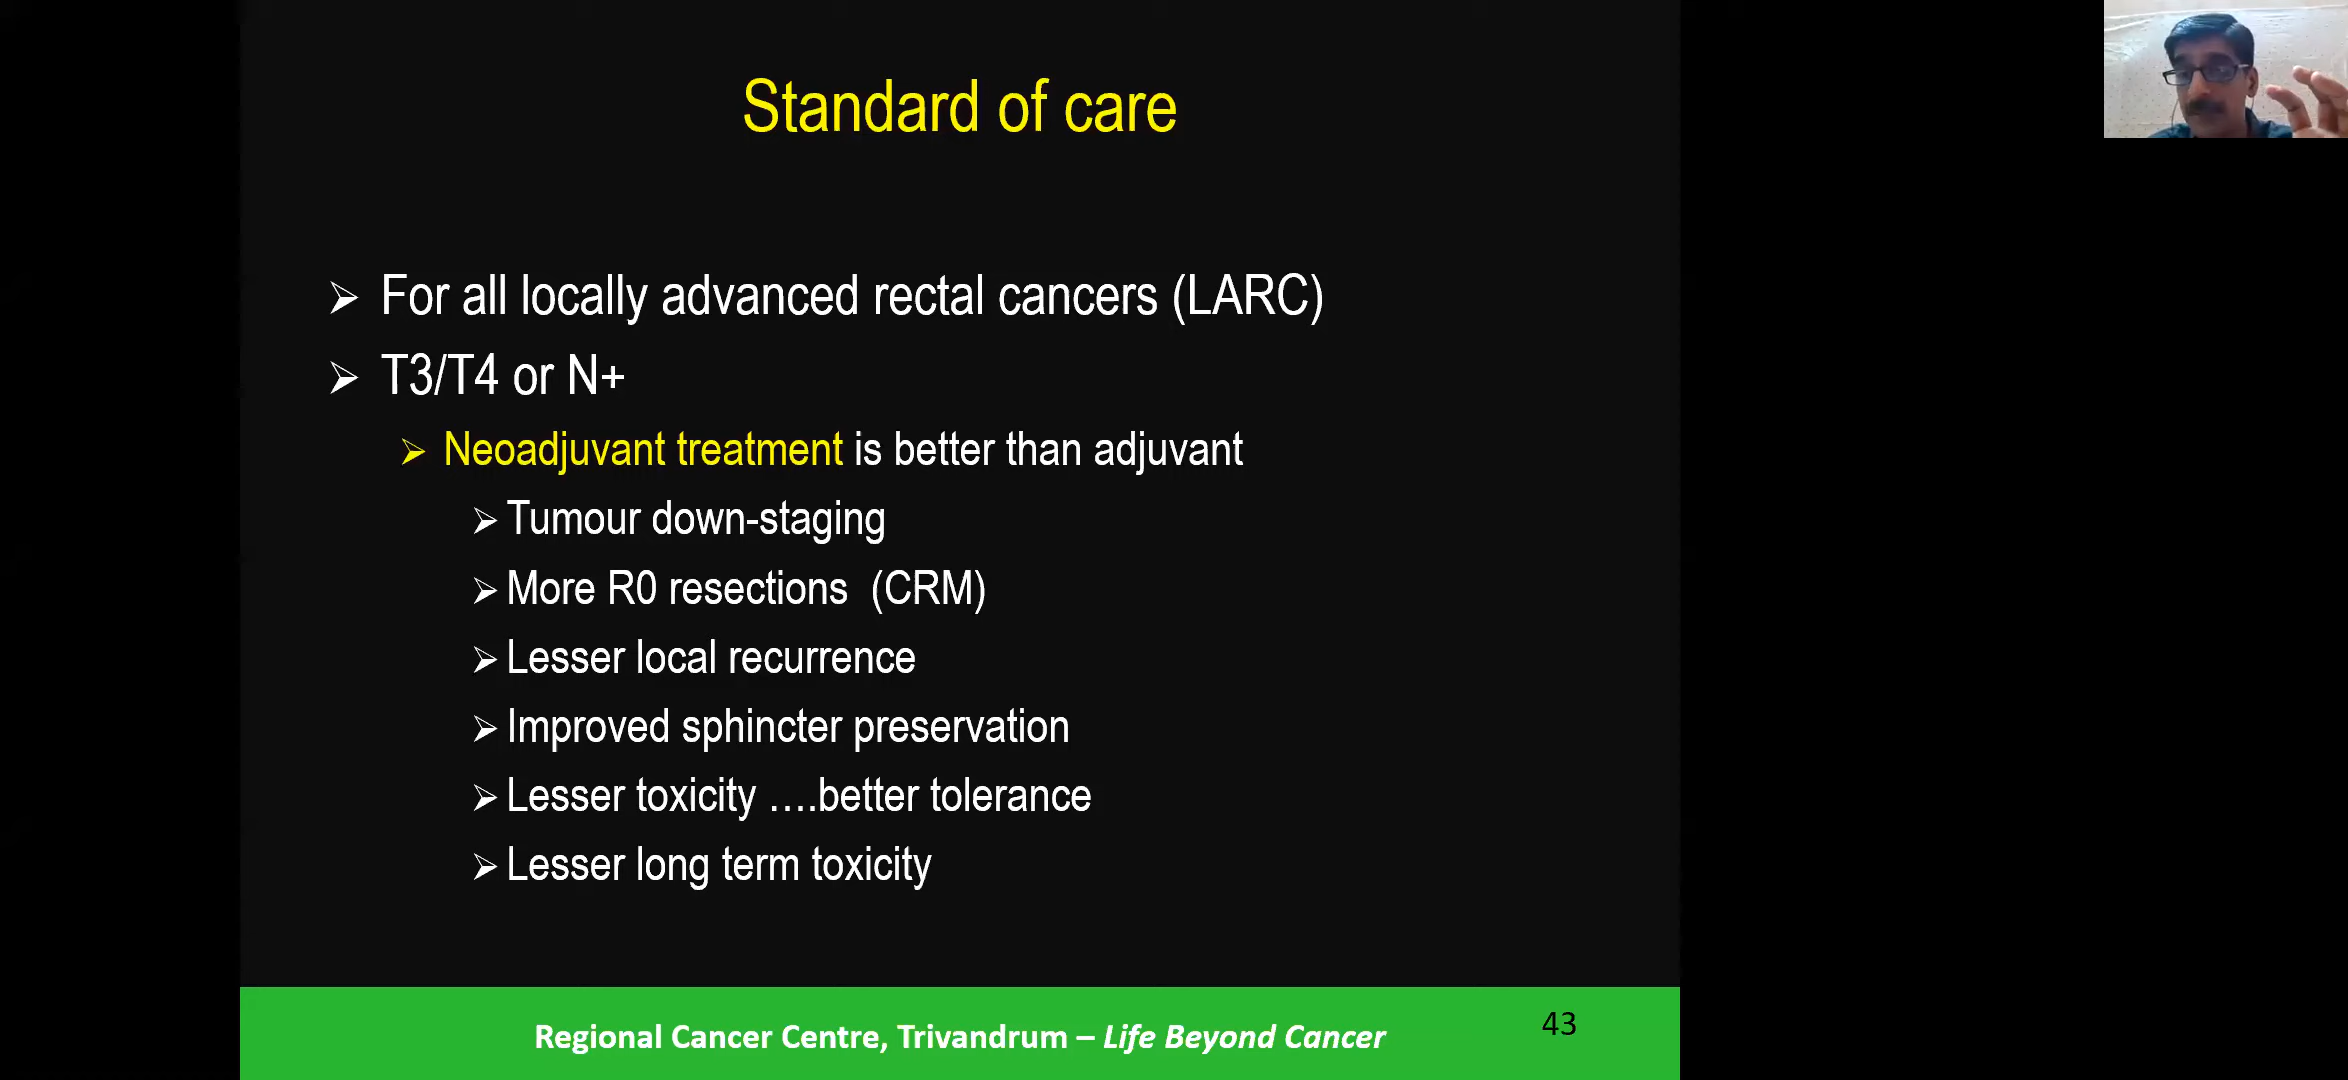 Standard of care
➢ For all locally advanced rectal cancers (LARC)
➢ T3/T4 or N+
➢ Neoadjuvant treatment is better than adjuvant
➢ Tumour down-staging
➢ More R0 resections (CRM)
➢ Lesser local recurrence
➢ Improved sphincter preservation
➢ Lesser toxicity ….better tolerance
➢ Lesser long term toxicity
Regional Cancer Centre, Trivandrum – Life Beyond Cancer
43